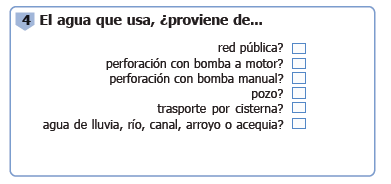 4 El agua que usa, ¿proviene de...
red pública?
perforación con bomba a motor?
perforación con bomba manual?
pozo?
trasporte por cisterna?
agua de lluvia, río, canal, arroyo o acequia?